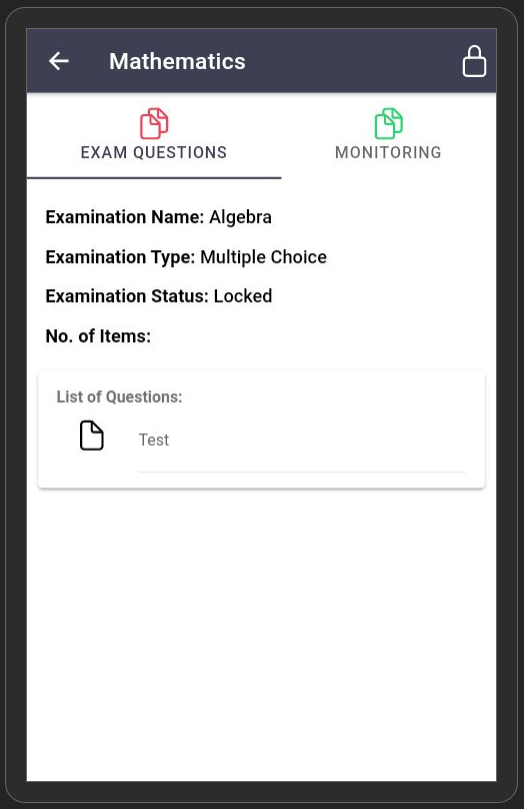 Mathematics
EXAM QUESTIONS
MONITORING
Examination Name: Algebra
Examination Type: Multiple Choice
Examination Status: Locked
No. of Items:
List of Questions:
Test